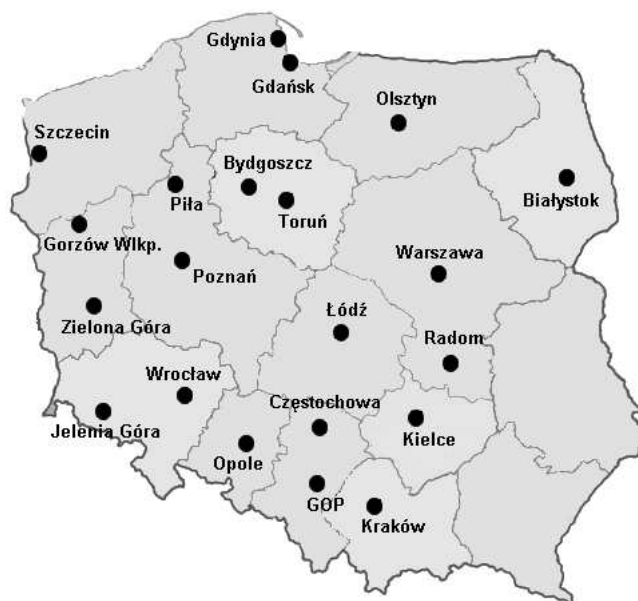 Gdynia
Gdańsk
Olsztyn
Szczecin
Bydgoszcz
Białystok
Piła
Toruń
Gorzów Wlkp.
Warszawa
Poznań
Łódź
Zielona Góra
Radom
Wrocław
Częstochowa
Jelenia Góra
Kielce
Opole
GOP
Kraków